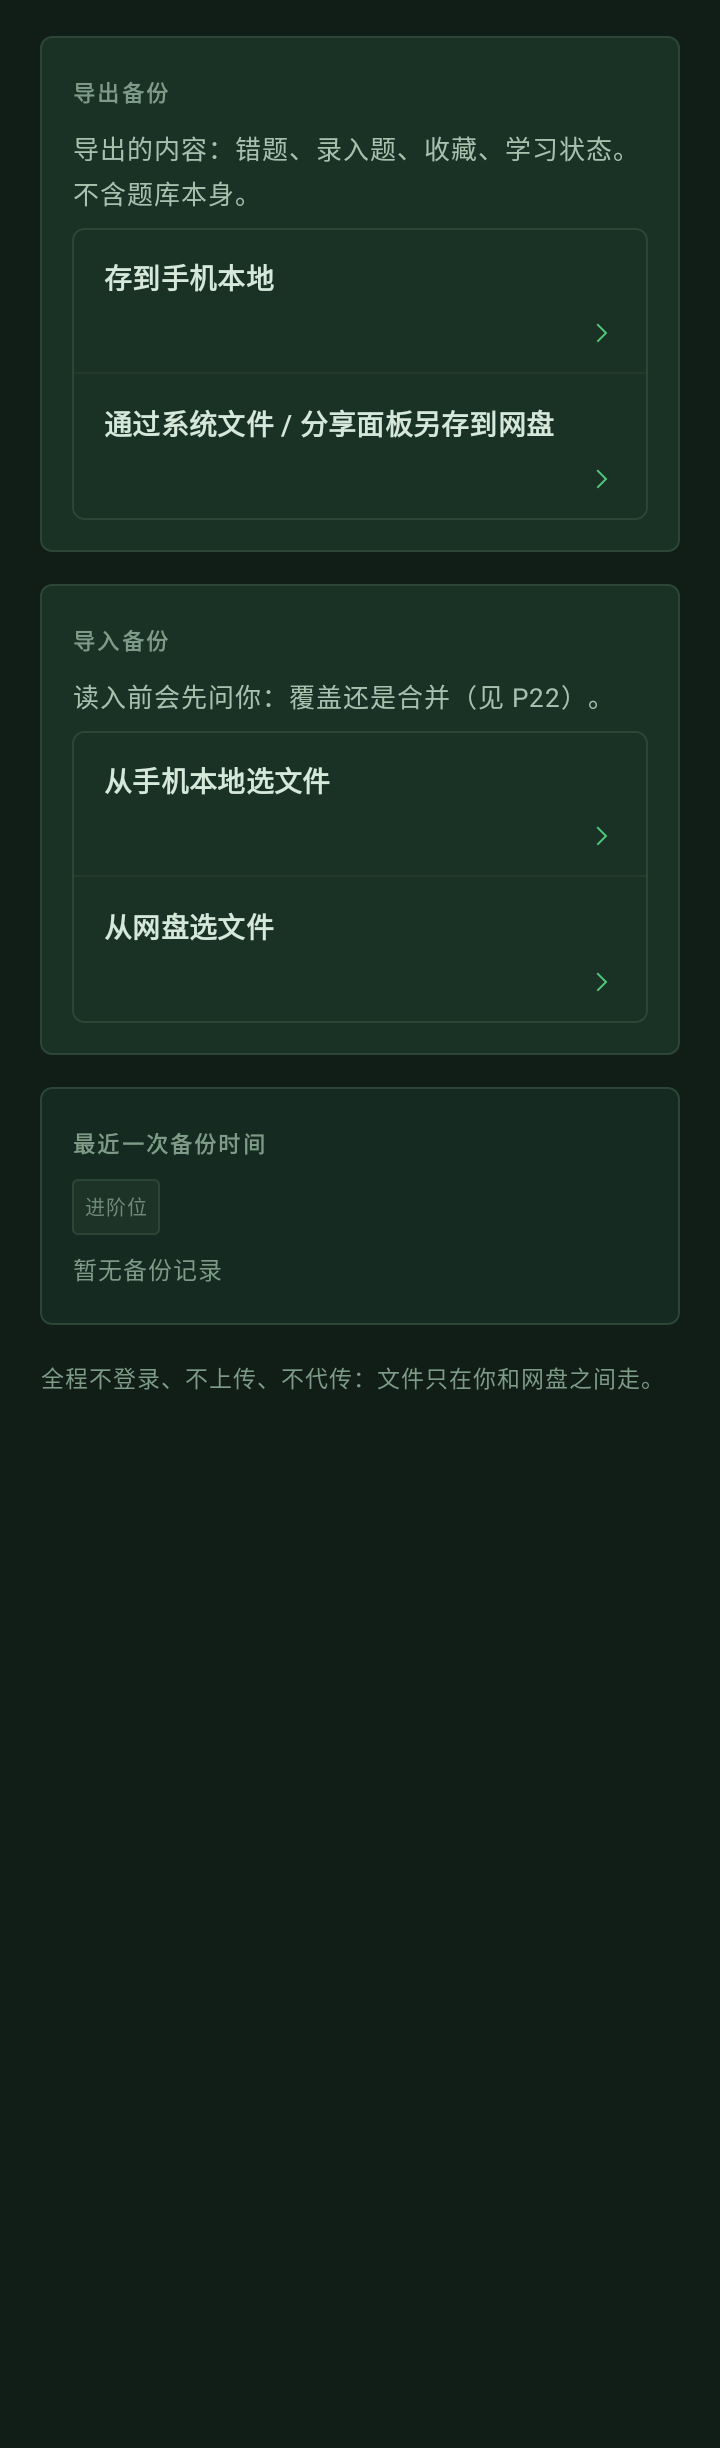 导出备份
导出的内容：错题、录入题、收藏、学习状态。
不含题库本身。
存到手机本地
通过系统文件 / 分享面板另存到网盘
导入备份
读入前会先问你：覆盖还是合并（见 P22）。
从手机本地选文件
从网盘选文件
最近一次备份时间
进阶位
暂无备份记录
全程不登录、不上传、不代传：文件只在你和网盘之间走。